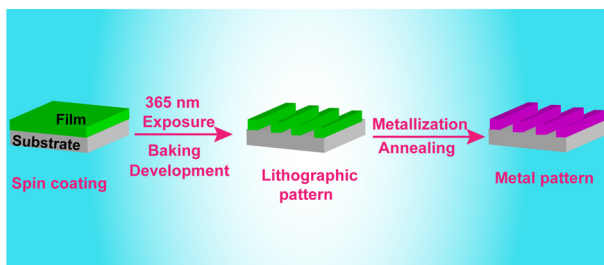 Film
Substrate
Spin coating
365 nm
Exposure
Baking
Development
Lithographic
pattern
Metallization
Annealing
Metal pattern